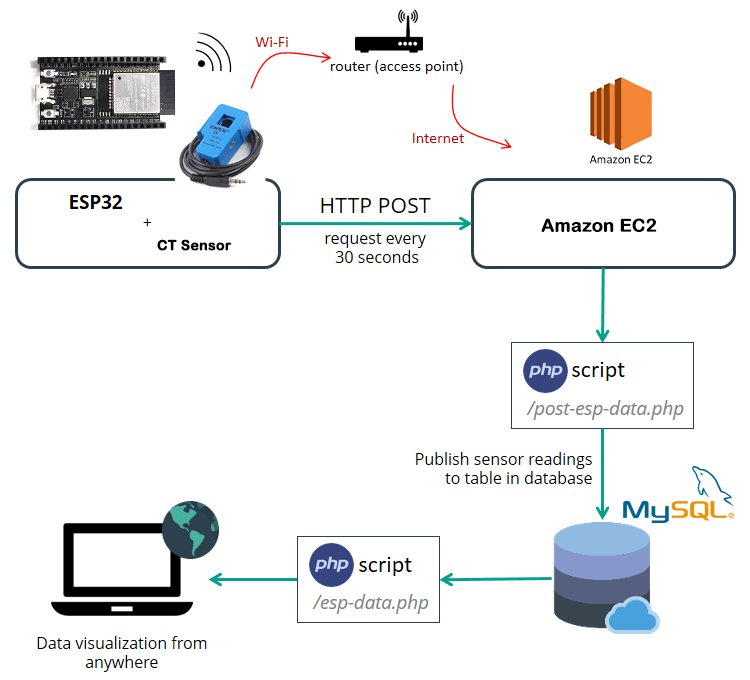 Wi-Fi
router (access point)
Internet
Amazon EC2
ESP32
+
CT Sensor
HTTP POST
request every
30 seconds
Amazon EC2
php script
/post-esp-data.php
Publish sensor readings
to table in database
MySQL®
php script
/esp-data.php
Data visualization from
anywhere